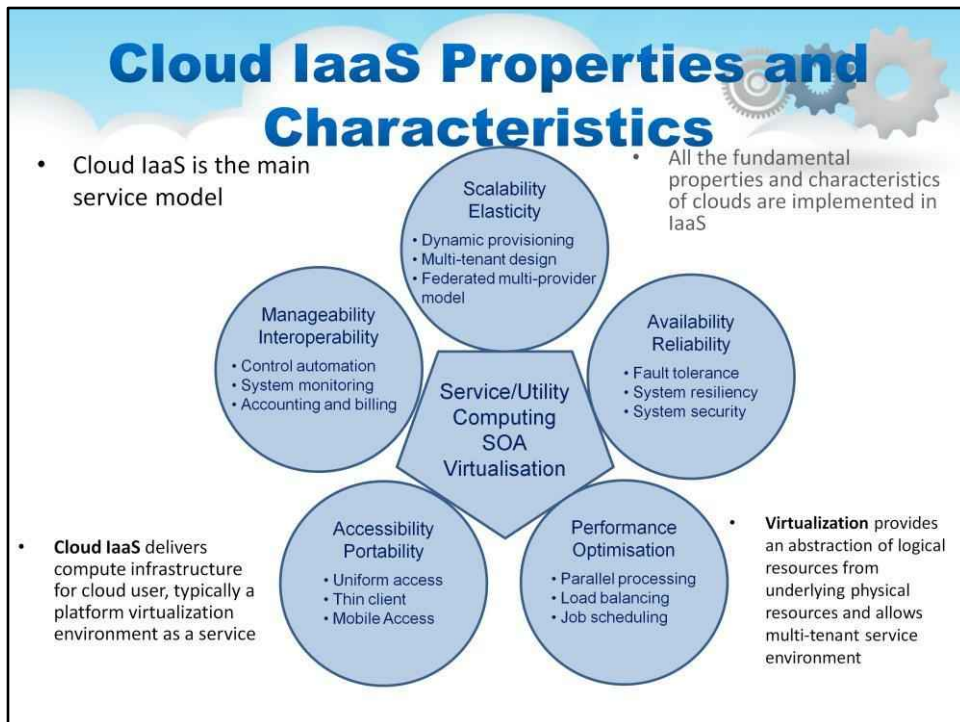 Cloud IaaS Properties and
Characteristics
• Cloud IaaS is the main
service model
• All the fundamental
properties and characteristics
of clouds are implemented in
IaaS
Scalability
Elasticity
• Dynamic provisioning
• Multi-tenant design
• Federated multi-provider
model
Manageability
Interoperability
• Control automation
• System monitoring
• Accounting and billing
Availability
Reliability
• Fault tolerance
• System resiliency
• System security
Service/Utility
Computing
SOA
Virtualisation
Accessibility
Portability
• Uniform access
• Thin client
• Mobile Access
Performance
Optimisation
• Parallel processing
• Load balancing
• Job scheduling
• Cloud IaaS delivers
compute infrastructure
for cloud user, typically a
platform virtualization
environment as a service
• Virtualization provides
an abstraction of logical
resources from
underlying physical
resources and allows
multi-tenant service
environment